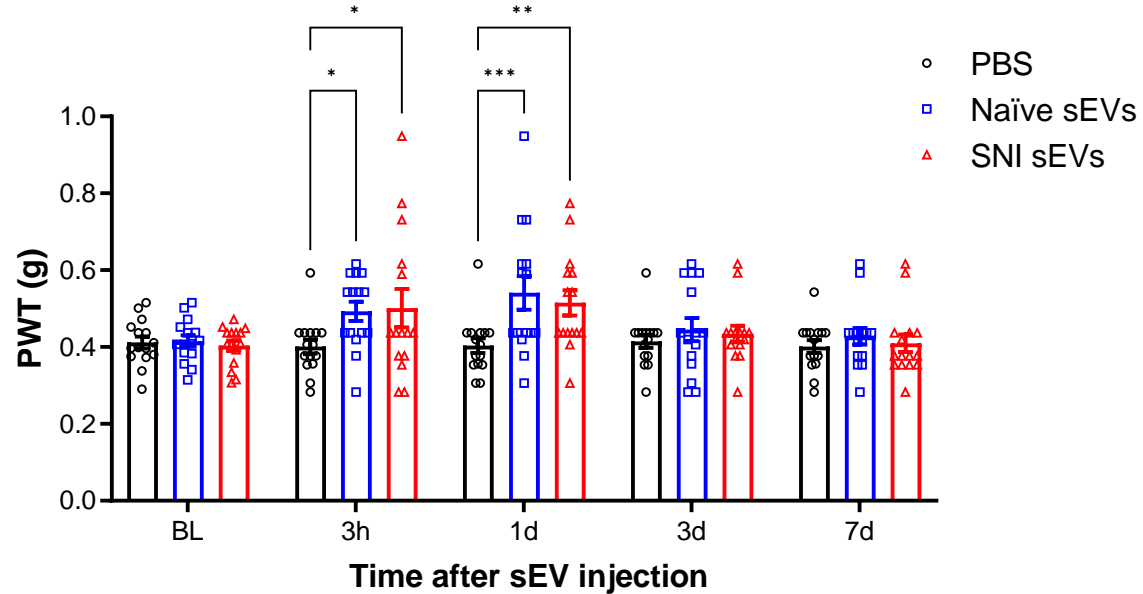 * **
* ***
PBS
Naïve sEVs
SNI sEVs
1.0
0.8
0.6
0.4
0.2
0.0
PWT (g)
BL 3h 1d 3d 7d
Time after sEV injection